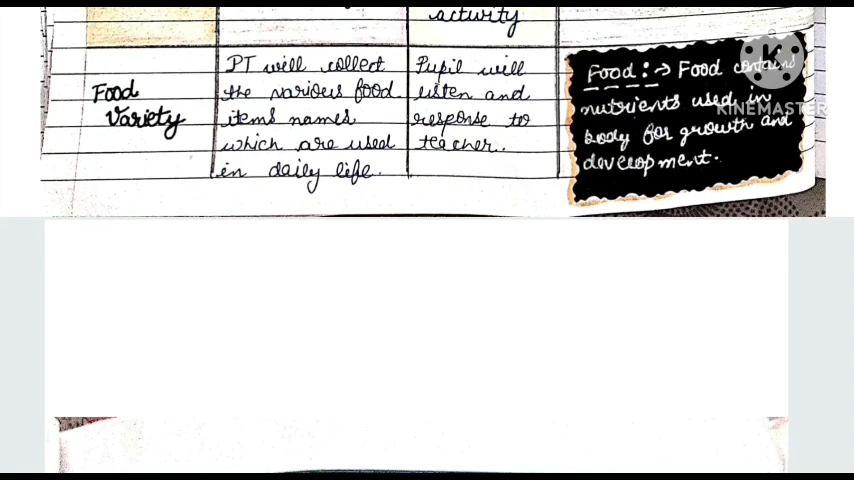 activity
Food
Variety
PT will collect
the various food
items names
which are used
in daily life.
Pupil will
listen and
response to
teacher.
Food :→ Food contains
nutrients used in
body for growth and
development.
KINEMASTER